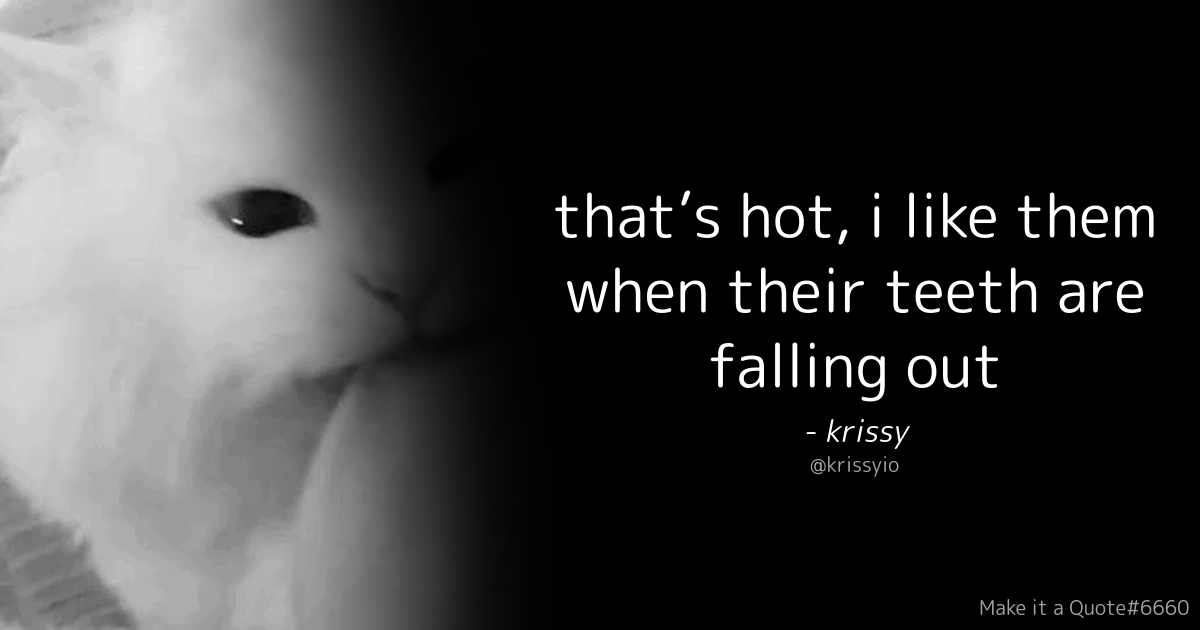 that's hot, i like them
when their teeth are
falling out
- krissy
@krissyio
Make it a Quote#6660